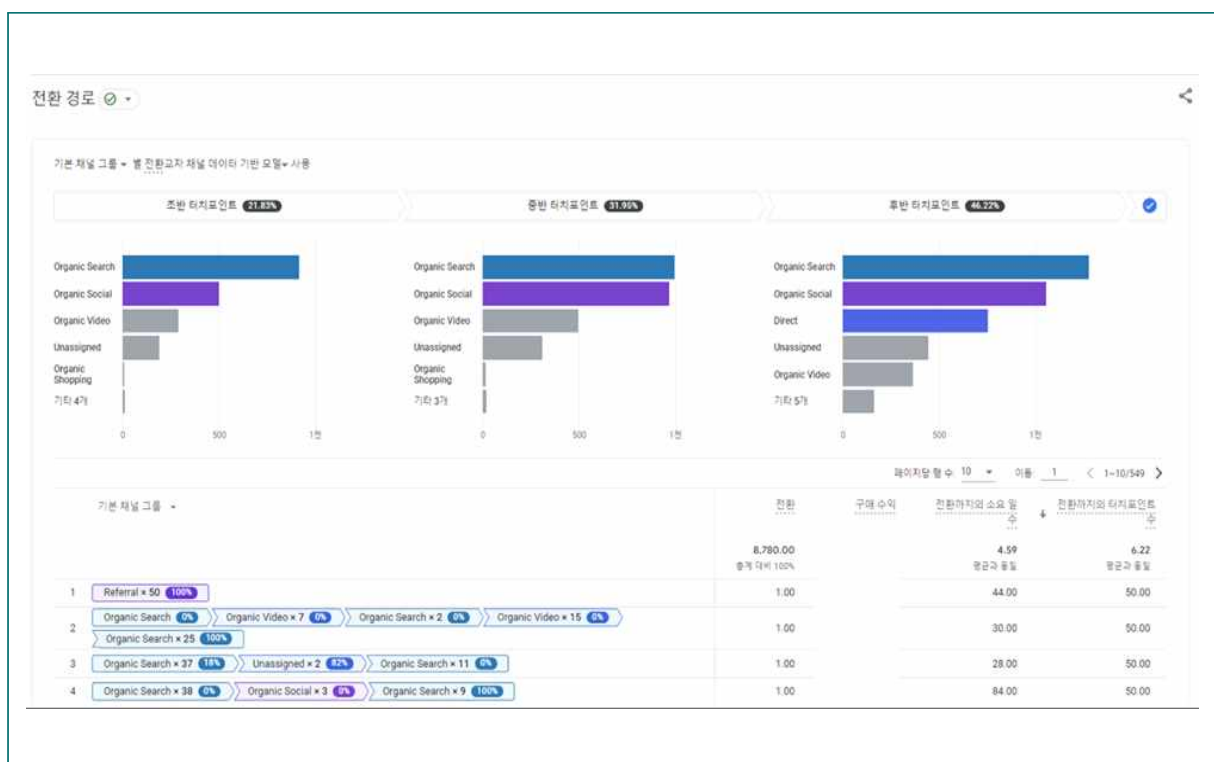 전환 경로
기본 채널 그룹 별 전환교차 채널 데이터 기반 모델 사용
초반 터치포인트 21.83%
중반 터치포인트 31.95%
후반 터치포인트 46.22%
Organic Search
Organic Social
Organic Video
Unassigned
Organic
Shopping
기타 4개
0 500 1천
Organic Search
Organic Social
Organic Video
Unassigned
Organic
Shopping
기타 3개
0 500 1천
Organic Search
Organic Social
Direct
Unassigned
Organic Video
기타 5개
0 500 1천
페이지당 행 수: 10 이동: 1 1~10/549
기본 채널 그룹 전환 구매 수익 전환까지의 소요 일수 전환까지의 터치포인트 수
8,780.00 4.59 6.22
총계 대비 100% 평균과 동일 평균과 동일
1 Referral × 50 100% 1.00 44.00 50.00
2 Organic Search 0% Organic Video × 7 0% Organic Search × 2 0% Organic Video × 15 0%
Organic Search × 25 100% 1.00 30.00 50.00
3 Organic Search × 37 18% Unassigned × 2 82% Organic Search × 11 0% 1.00 28.00 50.00
4 Organic Search × 38 0% Organic Social × 3 0% Organic Search × 9 100% 1.00 84.00 50.00